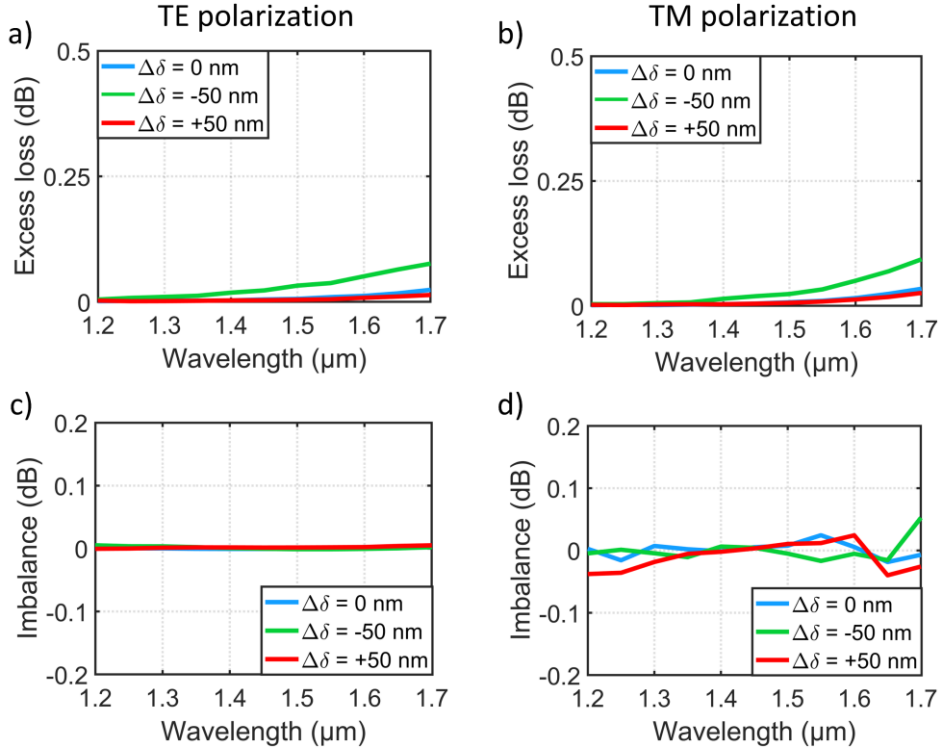 TE polarization
TM polarization
a)
0.5
0.25
0
Excess loss (dB)
Δδ = 0 nm
Δδ = -50 nm
Δδ = +50 nm
1.2 1.3 1.4 1.5 1.6 1.7
Wavelength (μm)
b)
0.5
0.25
0
Excess loss (dB)
Δδ = 0 nm
Δδ = -50 nm
Δδ = +50 nm
1.2 1.3 1.4 1.5 1.6 1.7
Wavelength (μm)
c)
0.2
0.1
0
-0.1
-0.2
Imbalance (dB)
Δδ = 0 nm
Δδ = -50 nm
Δδ = +50 nm
1.2 1.3 1.4 1.5 1.6 1.7
Wavelength (μm)
d)
0.2
0.1
0
-0.1
-0.2
Imbalance (dB)
Δδ = 0 nm
Δδ = -50 nm
Δδ = +50 nm
1.2 1.3 1.4 1.5 1.6 1.7
Wavelength (μm)